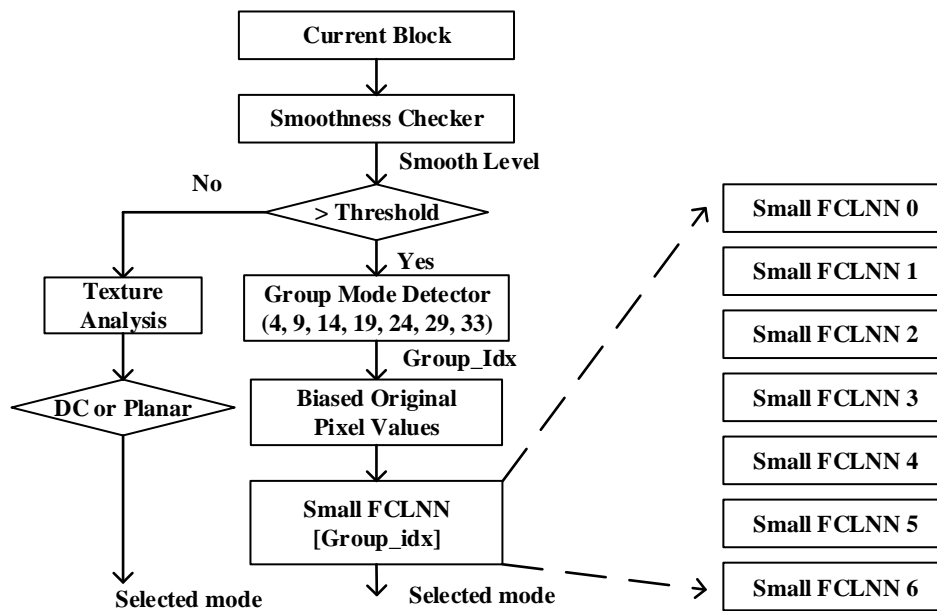 Current Block
Smoothness Checker
Smooth Level
No
> Threshold
Yes
Texture
Analysis
Group Mode Detector
(4, 9, 14, 19, 24, 29, 33)
Group_Idx
DC or Planar
Biased Original
Pixel Values
Small FCLNN
[Group_idx]
Selected mode
Selected mode
Small FCLNN 0
Small FCLNN 1
Small FCLNN 2
Small FCLNN 3
Small FCLNN 4
Small FCLNN 5
Small FCLNN 6